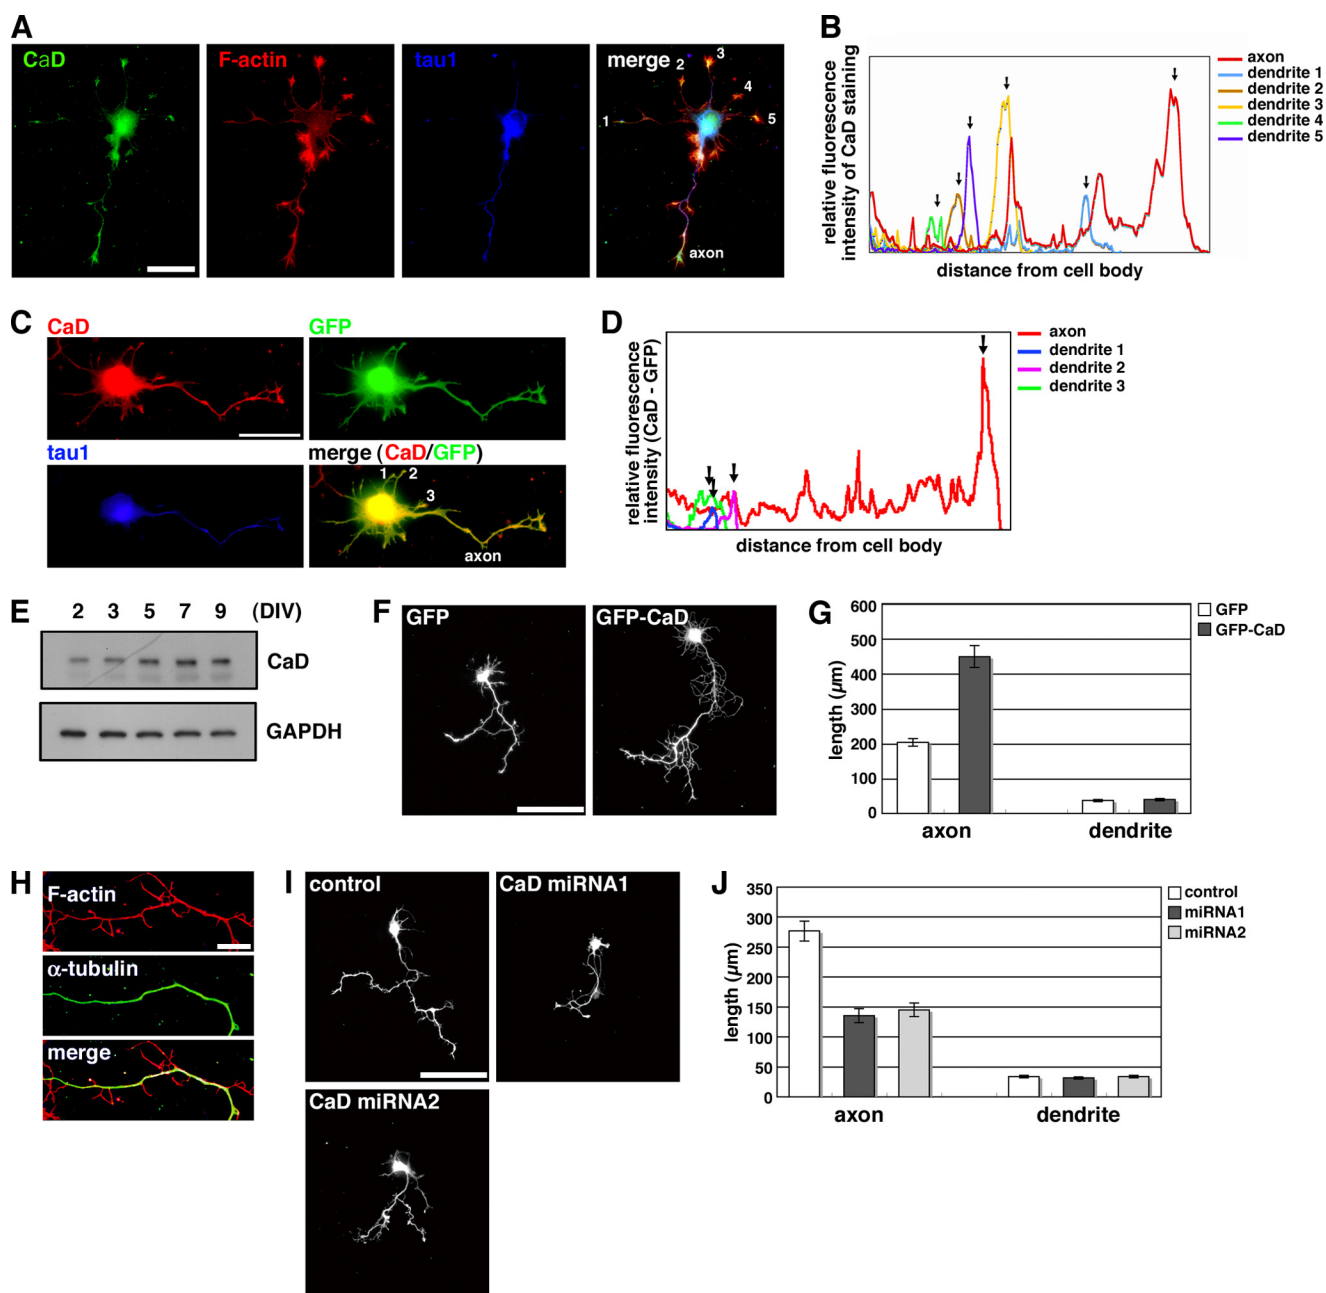 A
CaD
F-actin
tau1
merge
1
2
3
4
5
axon
B
relative fluorescence
intensity of CaD staining
distance from cell body
axon
dendrite 1
dendrite 2
dendrite 3
dendrite 4
dendrite 5
C
CaD
GFP
tau1
merge (CaD/GFP)
1 2
3
axon
D
relative fluorescence
intensity (CaD - GFP)
distance from cell body
axon
dendrite 1
dendrite 2
dendrite 3
E
2 3 5 7 9 (DIV)
CaD
GAPDH
F
GFP
GFP-CaD
G
length (µm)
600
500
400
300
200
100
0
axon
dendrite
GFP
GFP-CaD
H
F-actin
α-tubulin
merge
I
control
CaD miRNA1
CaD miRNA2
J
length (µm)
350
300
250
200
150
100
50
0
axon
dendrite
control
miRNA1
miRNA2